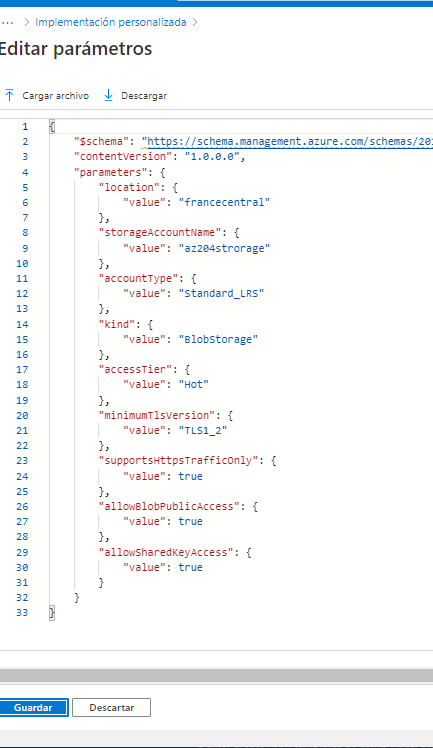 ··· > Implementación personalizada >
Editar parámetros
Cargar archivo Descargar
1 {
2 "$schema": "https://schema.management.azure.com/schemas/201
3 "contentVersion": "1.0.0.0",
4 "parameters": {
5 "location": {
6 "value": "francecentral"
7 },
8 "storageAccountName": {
9 "value": "az204strorage"
10 },
11 "accountType": {
12 "value": "Standard_LRS"
13 },
14 "kind": {
15 "value": "BlobStorage"
16 },
17 "accessTier": {
18 "value": "Hot"
19 },
20 "minimumTlsVersion": {
21 "value": "TLS1_2"
22 },
23 "supportsHttpsTrafficOnly": {
24 "value": true
25 },
26 "allowBlobPublicAccess": {
27 "value": true
28 },
29 "allowSharedKeyAccess": {
30 "value": true
31 }
32 }
33 }
Guardar Descartar